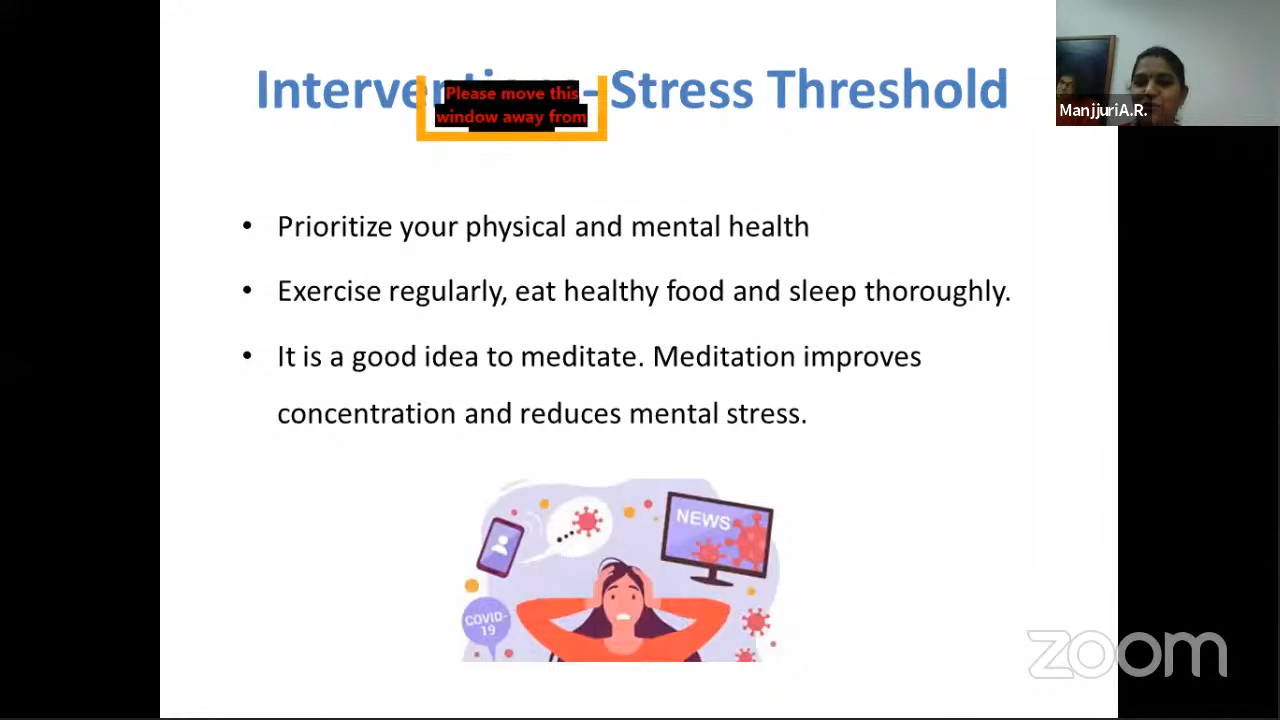 Interventions - Stress Threshold
Please move this
window away from
ManjjuriA.R.
• Prioritize your physical and mental health
• Exercise regularly, eat healthy food and sleep thoroughly.
• It is a good idea to meditate. Meditation improves
concentration and reduces mental stress.
NEWS
COVID-
19
zoom